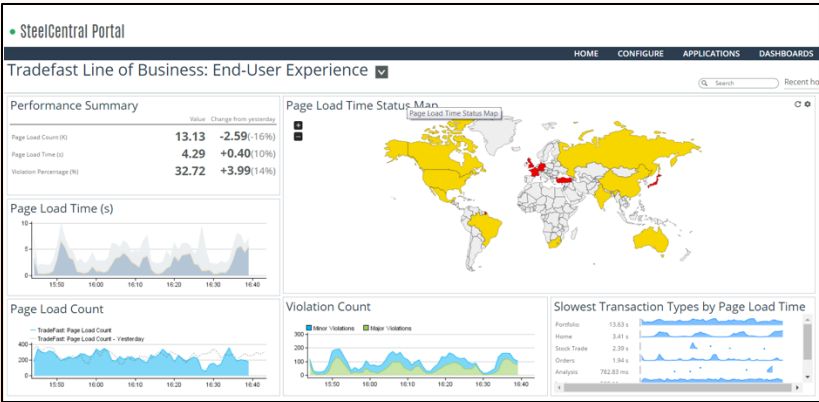 SteelCentral Portal
HOME CONFIGURE APPLICATIONS DASHBOARDS
Tradefast Line of Business: End-User Experience
Search
Recent ho
Performance Summary
Value Change from yesterday
Page Load Count (K) 13.13 -2.59(-16%)
Page Load Time (s) 4.29 +0.40(10%)
Violation Percentage (%) 32.72 +3.99(14%)
Page Load Time Status Map
Page Load Time Status Map
Page Load Time (s)
10
5
0
15:50 16:00 16:10 16:20 16:30 16:40
Page Load Count
TradeFast: Page Load Count
TradeFast: Page Load Count - Yesterday
400
200
0
15:50 16:00 16:10 16:20 16:30 16:40
Violation Count
Minor Violations Major Violations
300
200
100
0
15:50 16:00 16:10 16:20 16:30 16:40
Slowest Transaction Types by Page Load Time
Portfolio 13.63 s
Home 3.41 s
Stock Trade 2.39 s
Orders 1.94 s
Analysis 782.83 ms